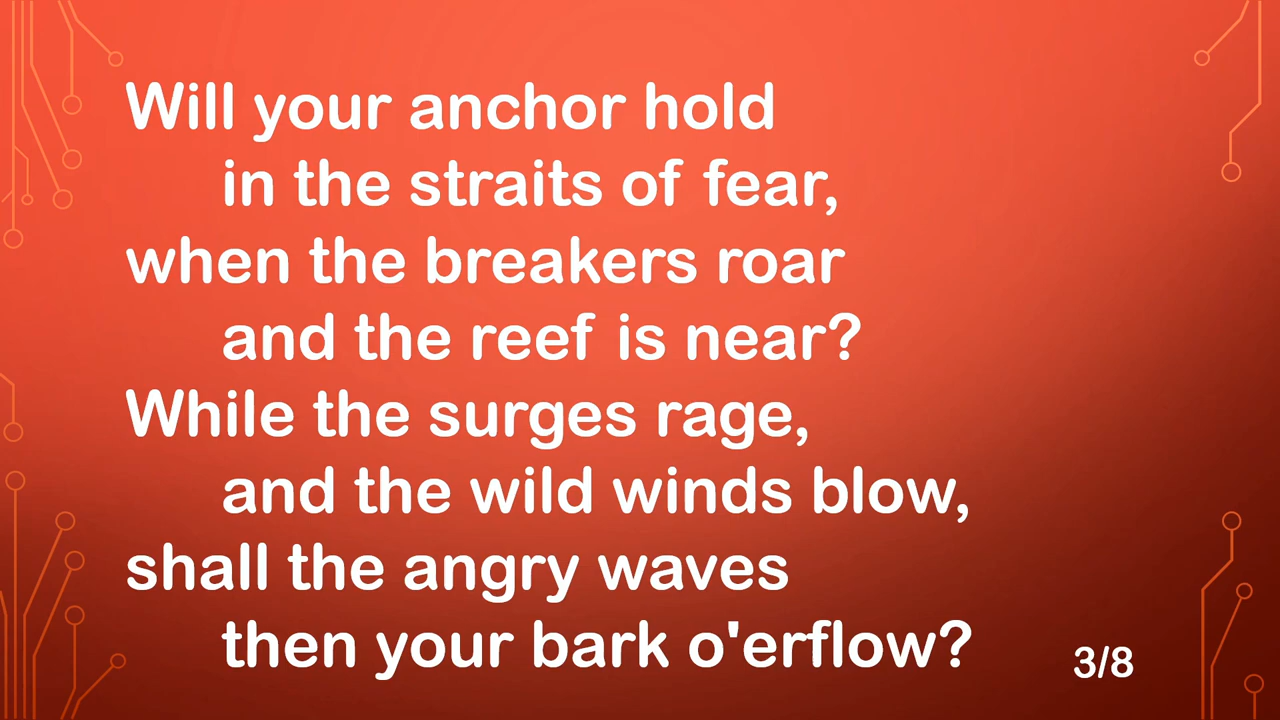 Will your anchor hold
in the straits of fear,
when the breakers roar
and the reef is near?
While the surges rage,
and the wild winds blow,
shall the angry waves
then your bark o'erflow?
3/8